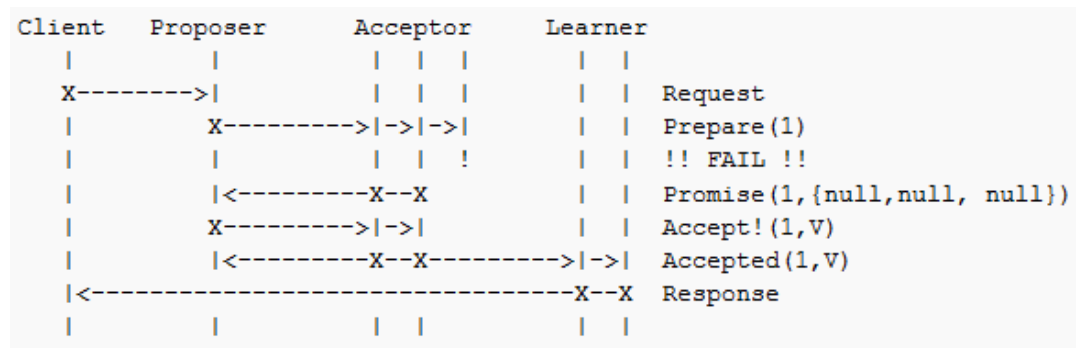 Client   Proposer      Acceptor     Learner
   |         |          |  |  |       |  |
   X-------->|          |  |  |       |  |  Request
   |         X--------->|->|->|       |  |  Prepare(1)
   |         |          |  |  !       |  |  !! FAIL !!
   |         |<---------X--X          |  |  Promise(1,{null,null, null})
   |         X--------->|->|          |  |  Accept!(1,V)
   |         |<---------X--X--------->|->|  Accepted(1,V)
   |<---------------------------------X--X  Response
   |         |          |  |          |  |